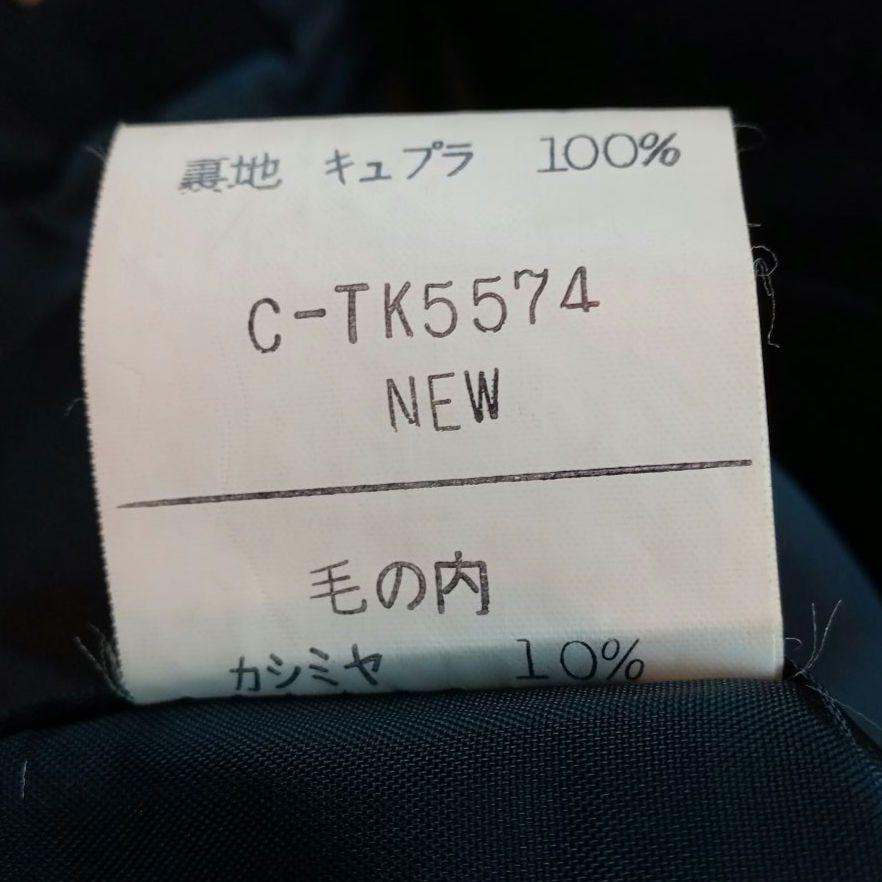 裏地 キュプラ 100%
C-TK5574
NEW
毛の内
カシミヤ 10%